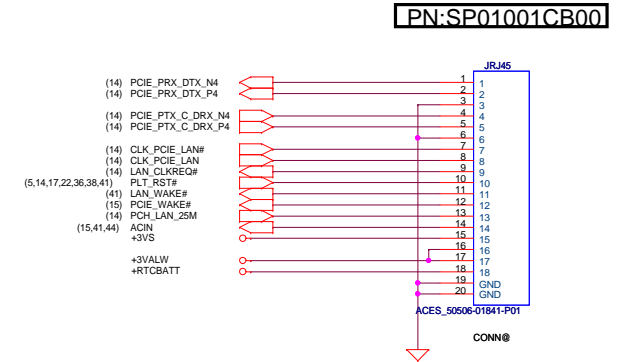 PN:SP01001CB00
JRJ45
(14) PCIE_PRX_DTX_N4 1 1
(14) PCIE_PRX_DTX_P4 2 2
3 3
(14) PCIE_PTX_C_DRX_N4 4 4
(14) PCIE_PTX_C_DRX_P4 5 5
6 6
(14) CLK_PCIE_LAN# 7 7
(14) CLK_PCIE_LAN 8 8
(14) LAN_CLKREQ# 9 9
(5,14,17,22,36,38,41) PLT_RST# 10 10
(41) LAN_WAKE# 11 11
(15) PCIE_WAKE# 12 12
(14) PCH_LAN_25M 13 13
(15,41,44) ACIN 14 14
+3VS 15 15
16 16
+3VALW 17 17
+RTCBATT 18 18
19 GND
20 GND
ACES_50506-01841-P01
CONN@